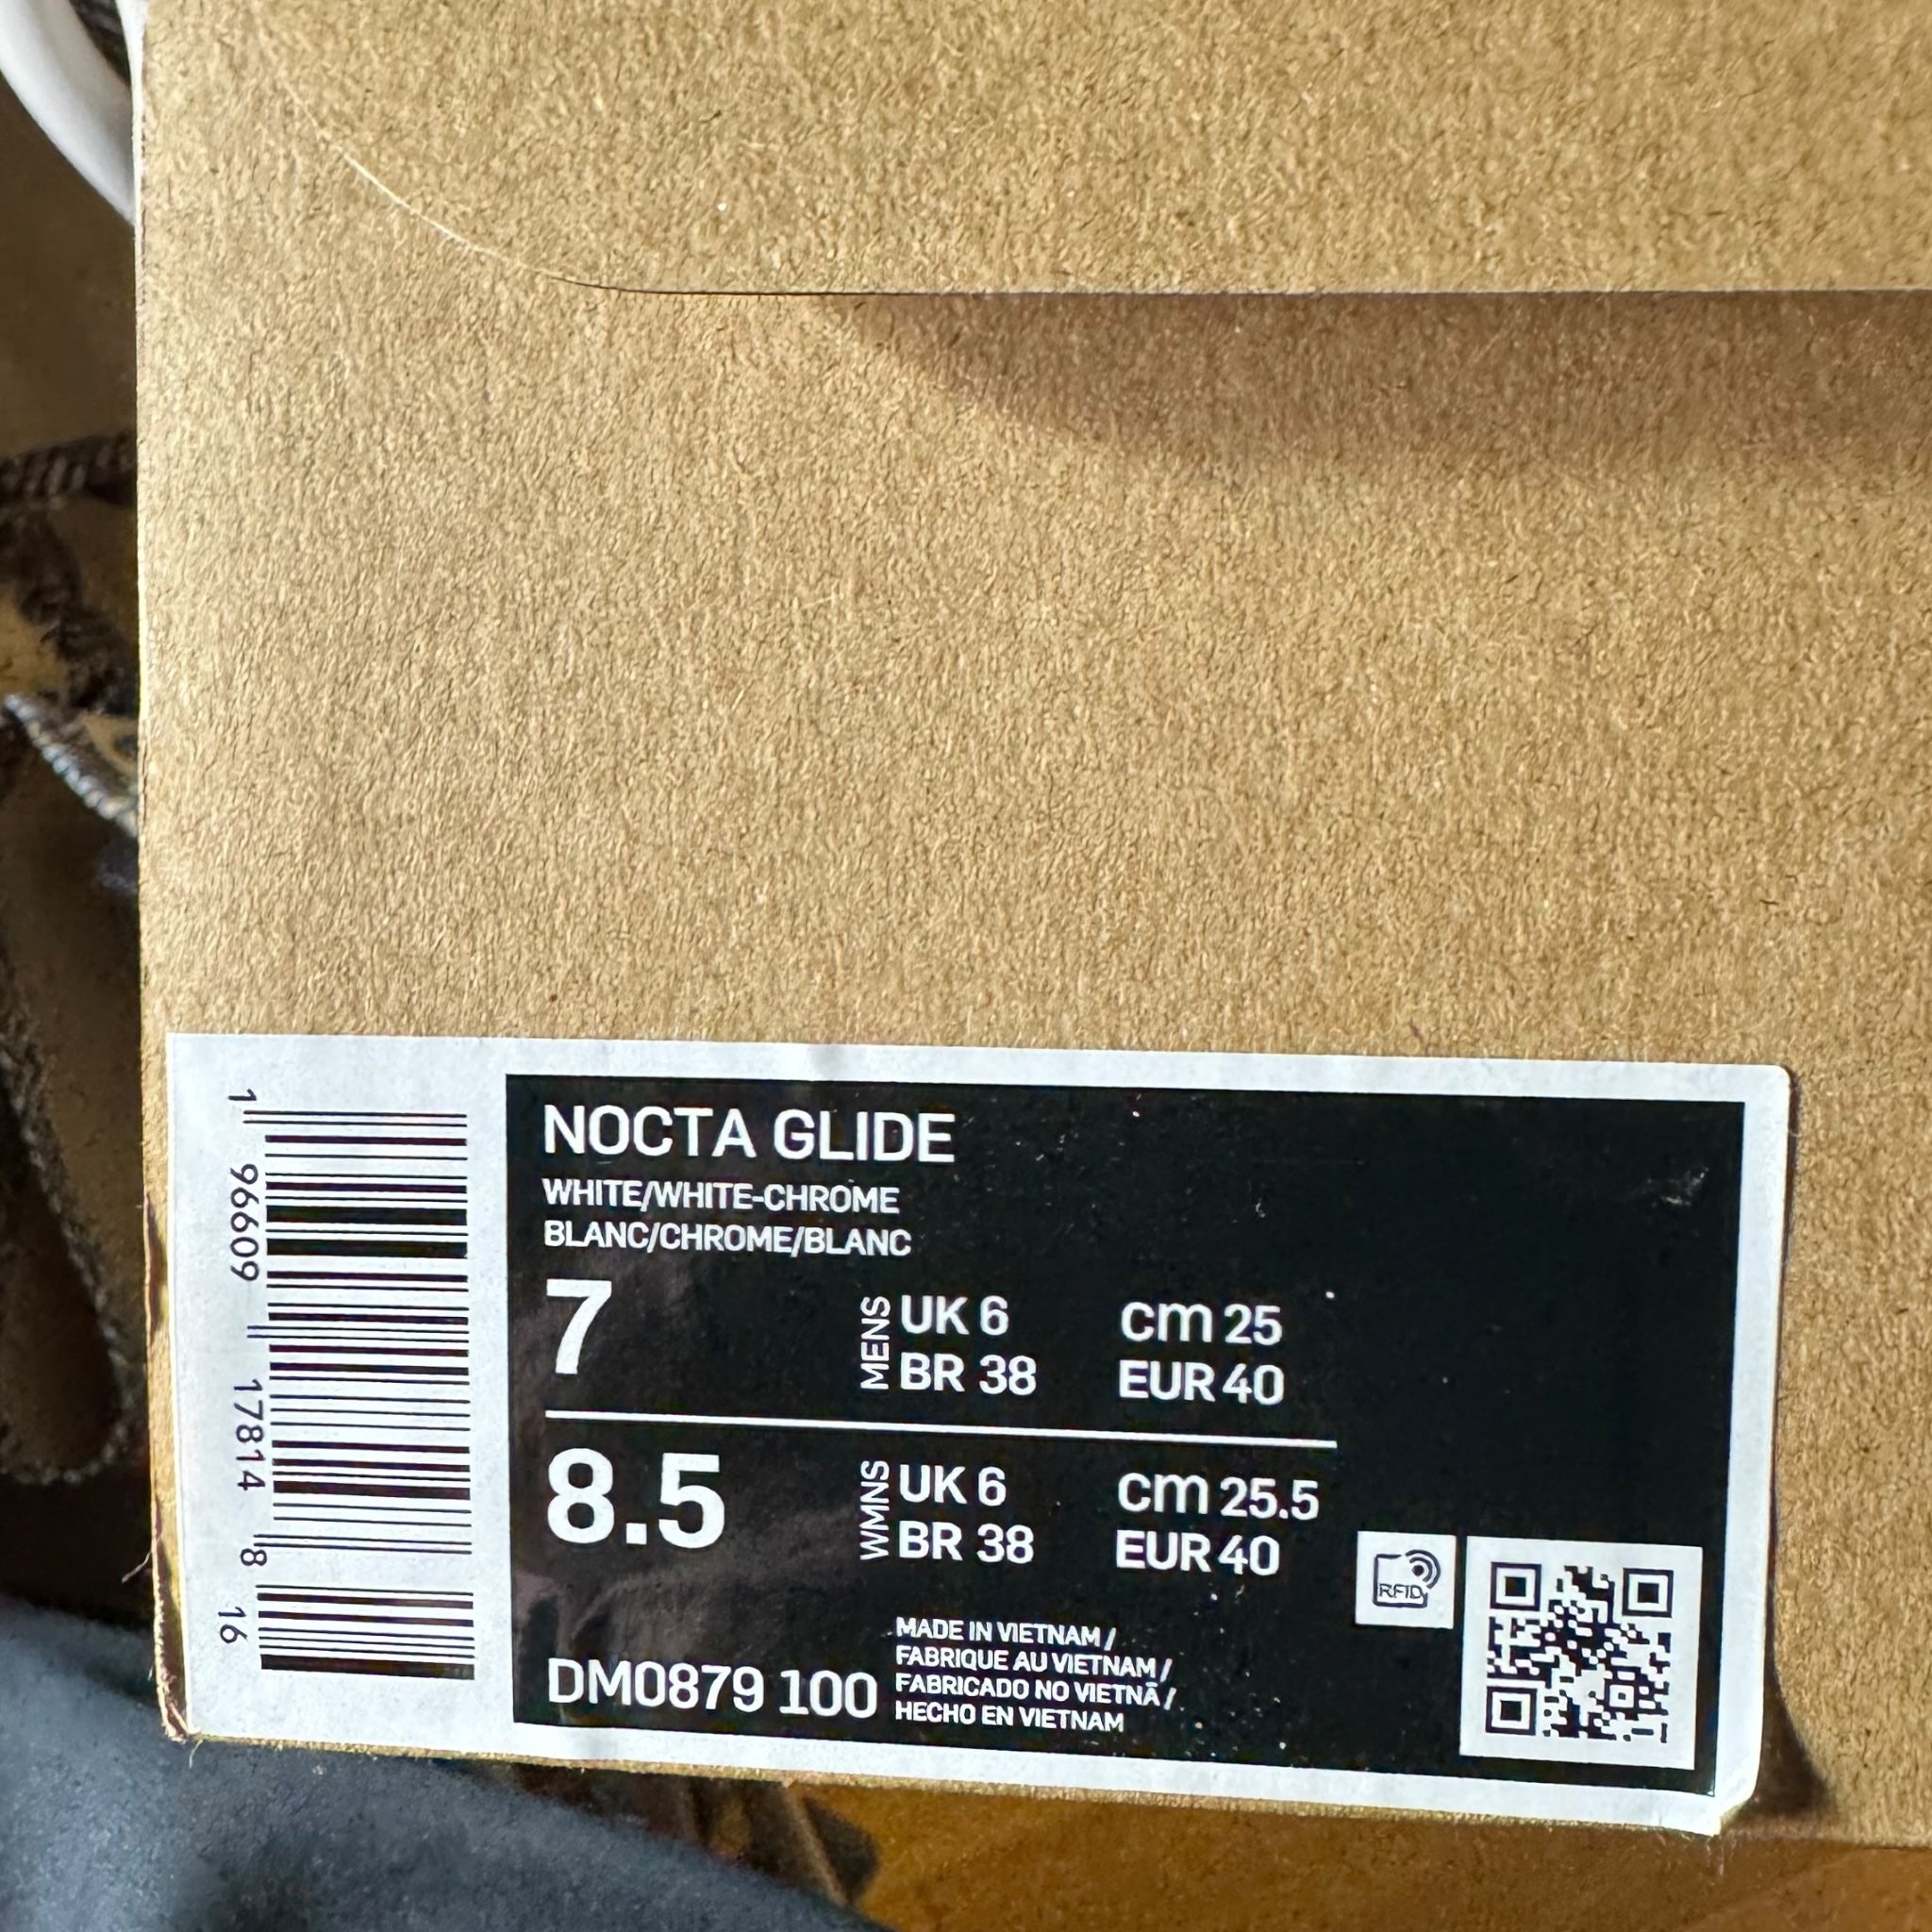 1 96609 17814 8 16
NOCTA GLIDE
WHITE/WHITE-CHROME
BLANC/CHROME/BLANC
7
MENS
UK 6 cm 25
BR 38 EUR 40
8.5
WMNS
UK 6 cm 25.5
BR 38 EUR 40
RFID
DM0879 100
MADE IN VIETNAM /
FABRIQUE AU VIETNAM /
FABRICADO NO VIETNÃ /
HECHO EN VIETNAM